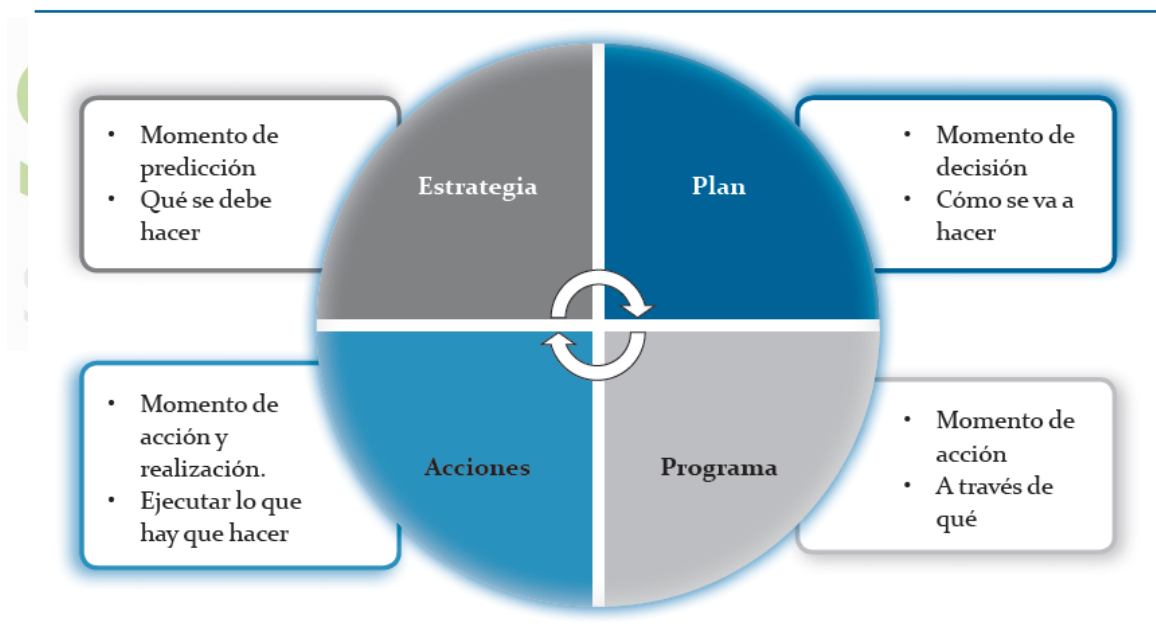 • Momento de
predicción
• Qué se debe
hacer
Estrategia
Plan
• Momento de
decisión
• Cómo se va a
hacer
• Momento de
acción y
realización.
• Ejecutar lo que
hay que hacer
Acciones
Programa
• Momento de
acción
• A través de
qué